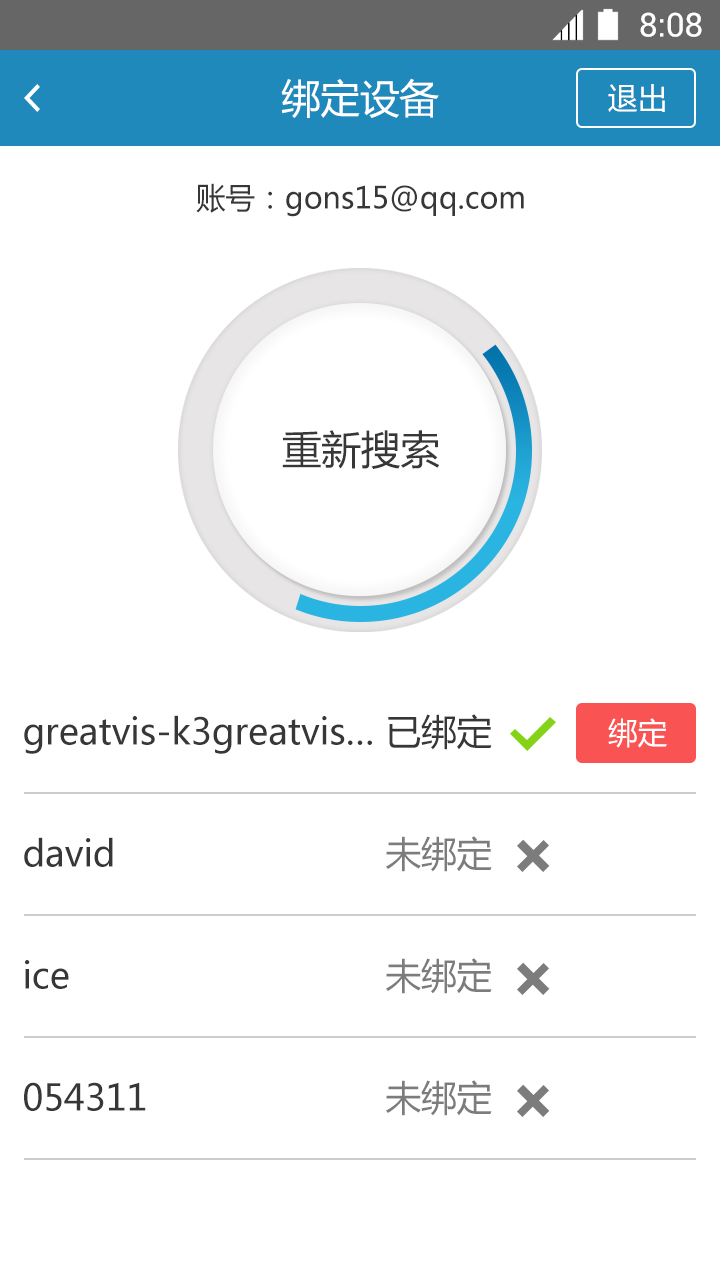 8:08
绑定设备 退出
账号：gons15@qq.com
重新搜索
greatvis-k3greatvis... 已绑定 绑定
david 未绑定
ice 未绑定
054311 未绑定